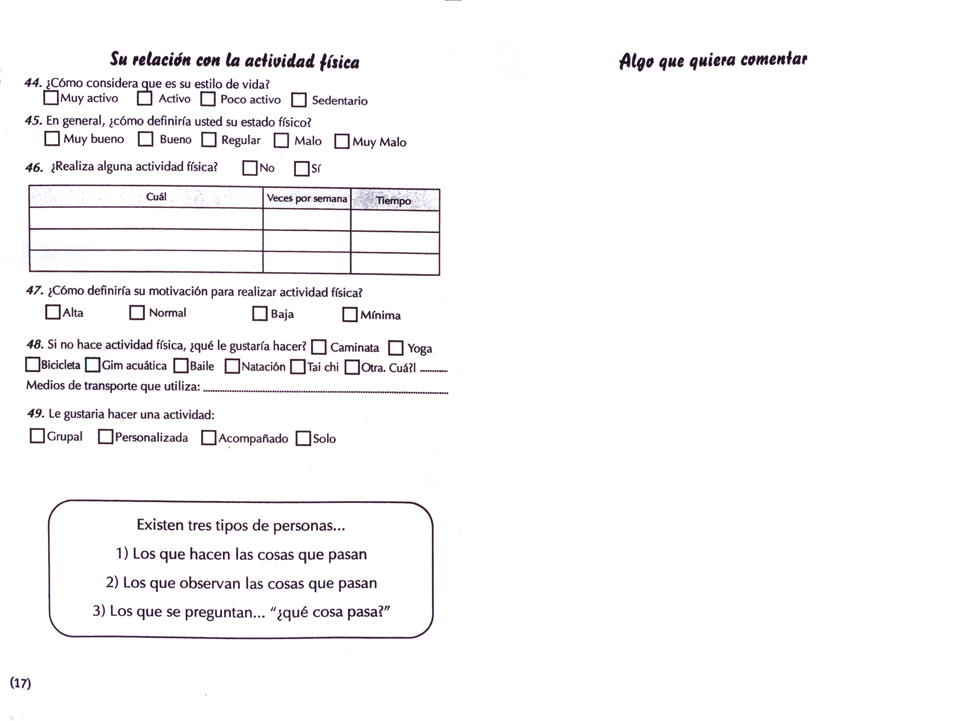 Su relación con la actividad física
44. ¿Cómo considera que es su estilo de vida?
Muy activo Activo Poco activo Sedentario
45. En general, ¿cómo definiría usted su estado físico?
Muy bueno Bueno Regular Malo Muy Malo
46. ¿Realiza alguna actividad física? No Sí
Cuál Veces por semana Tiempo
47. ¿Cómo definiría su motivación para realizar actividad física?
Alta Normal Baja Mínima
48. Si no hace actividad física, ¿qué le gustaría hacer? Caminata Yoga
Bicicleta Gim acuática Baile Natación Tai chi Otra. Cuá?l ..........
Medios de transporte que utiliza: ..........
49. Le gustaria hacer una actividad:
Grupal Personalizada Acompañado Solo
Existen tres tipos de personas...
1) Los que hacen las cosas que pasan
2) Los que observan las cosas que pasan
3) Los que se preguntan... “¿qué cosa pasa?”
(17)
Algo que quiera comentar